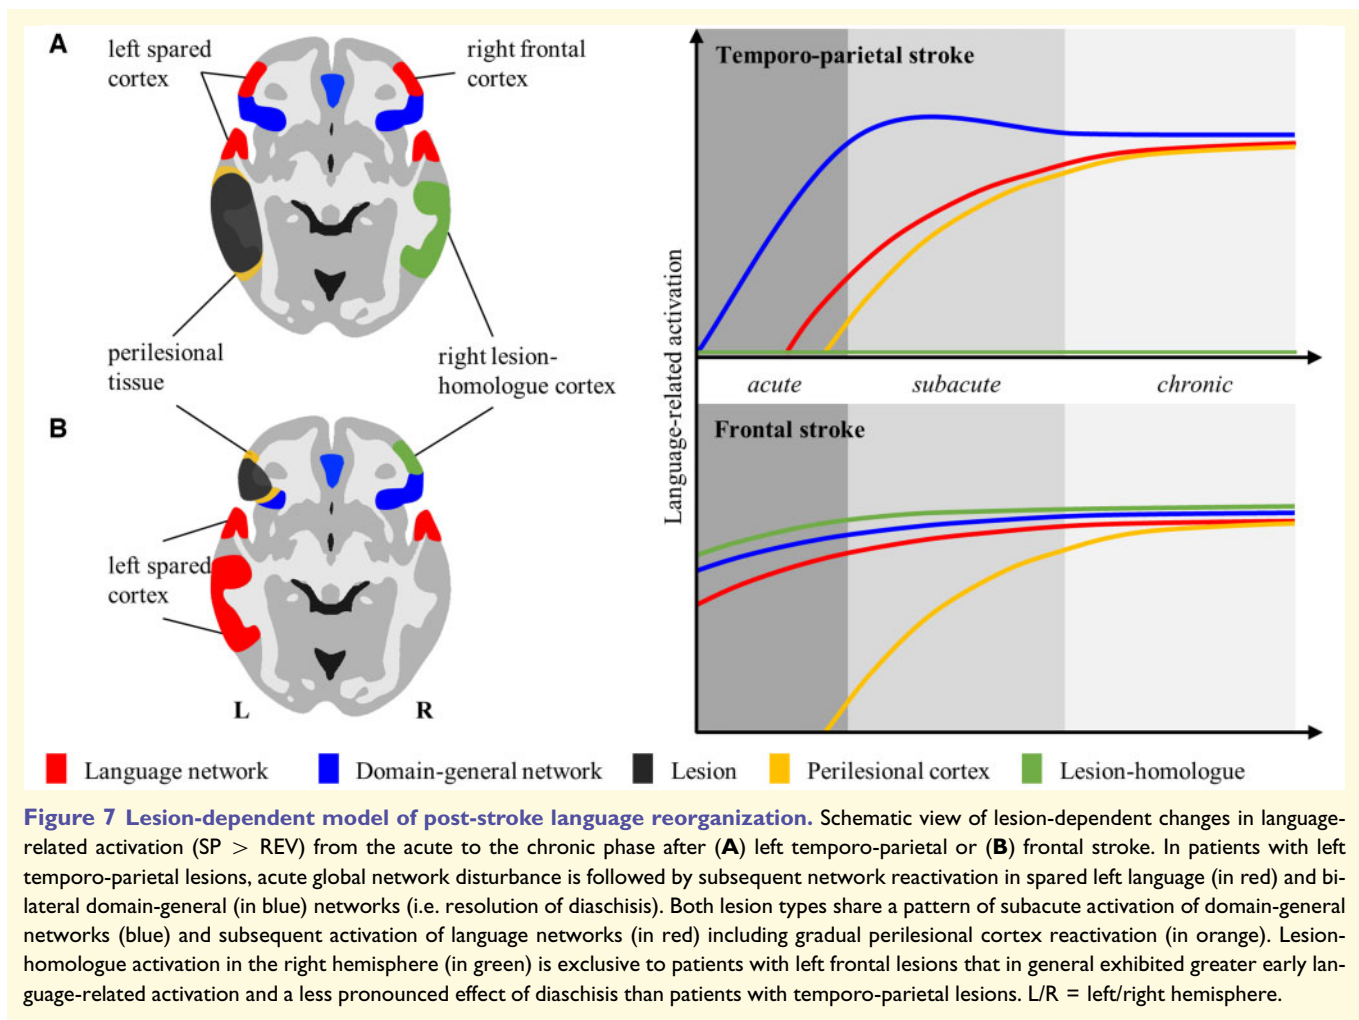 A
left spared
cortex
right frontal
cortex
perilesional
tissue
right lesion-
homologue cortex
B
left spared
cortex
L
R
Language-related activation
Temporo-parietal stroke
acute
subacute
chronic
Frontal stroke
Language network
Domain-general network
Lesion
Perilesional cortex
Lesion-homologue
Figure 7 Lesion-dependent model of post-stroke language reorganization. Schematic view of lesion-dependent changes in language-
related activation (SP > REV) from the acute to the chronic phase after (A) left temporo-parietal or (B) frontal stroke. In patients with left
temporo-parietal lesions, acute global network disturbance is followed by subsequent network reactivation in spared left language (in red) and bi-
lateral domain-general (in blue) networks (i.e. resolution of diaschisis). Both lesion types share a pattern of subacute activation of domain-general
networks (blue) and subsequent activation of language networks (in red) including gradual perilesional cortex reactivation (in orange). Lesion-
homologue activation in the right hemisphere (in green) is exclusive to patients with left frontal lesions that in general exhibited greater early lan-
guage-related activation and a less pronounced effect of diaschisis than patients with temporo-parietal lesions. L/R = left/right hemisphere.